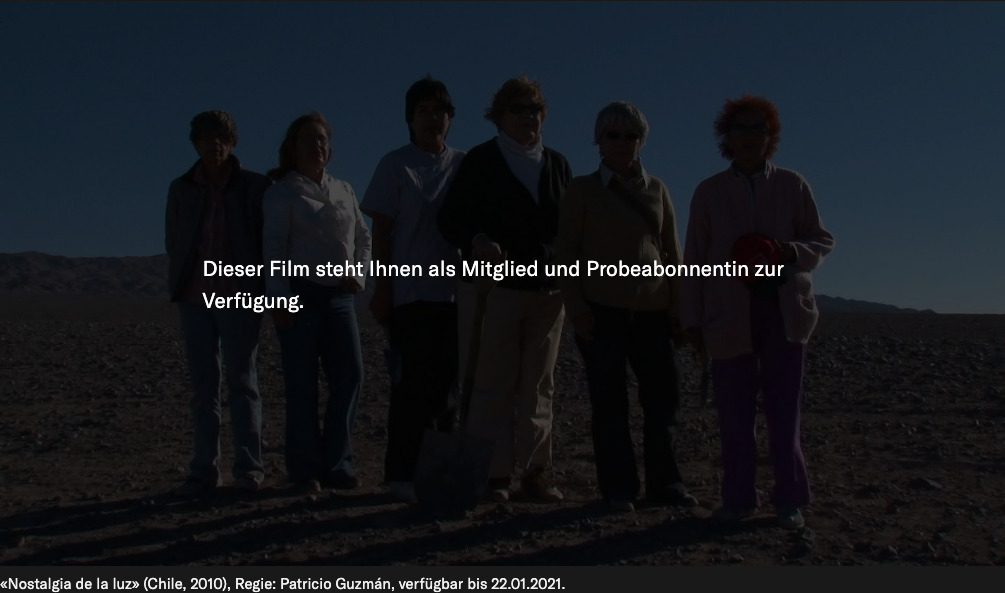 Dieser Film steht Ihnen als Mitglied und Probeabonnentin zur
Verfügung.
«Nostalgia de la luz» (Chile, 2010), Regie: Patricio Guzmán, verfügbar bis 22.01.2021.